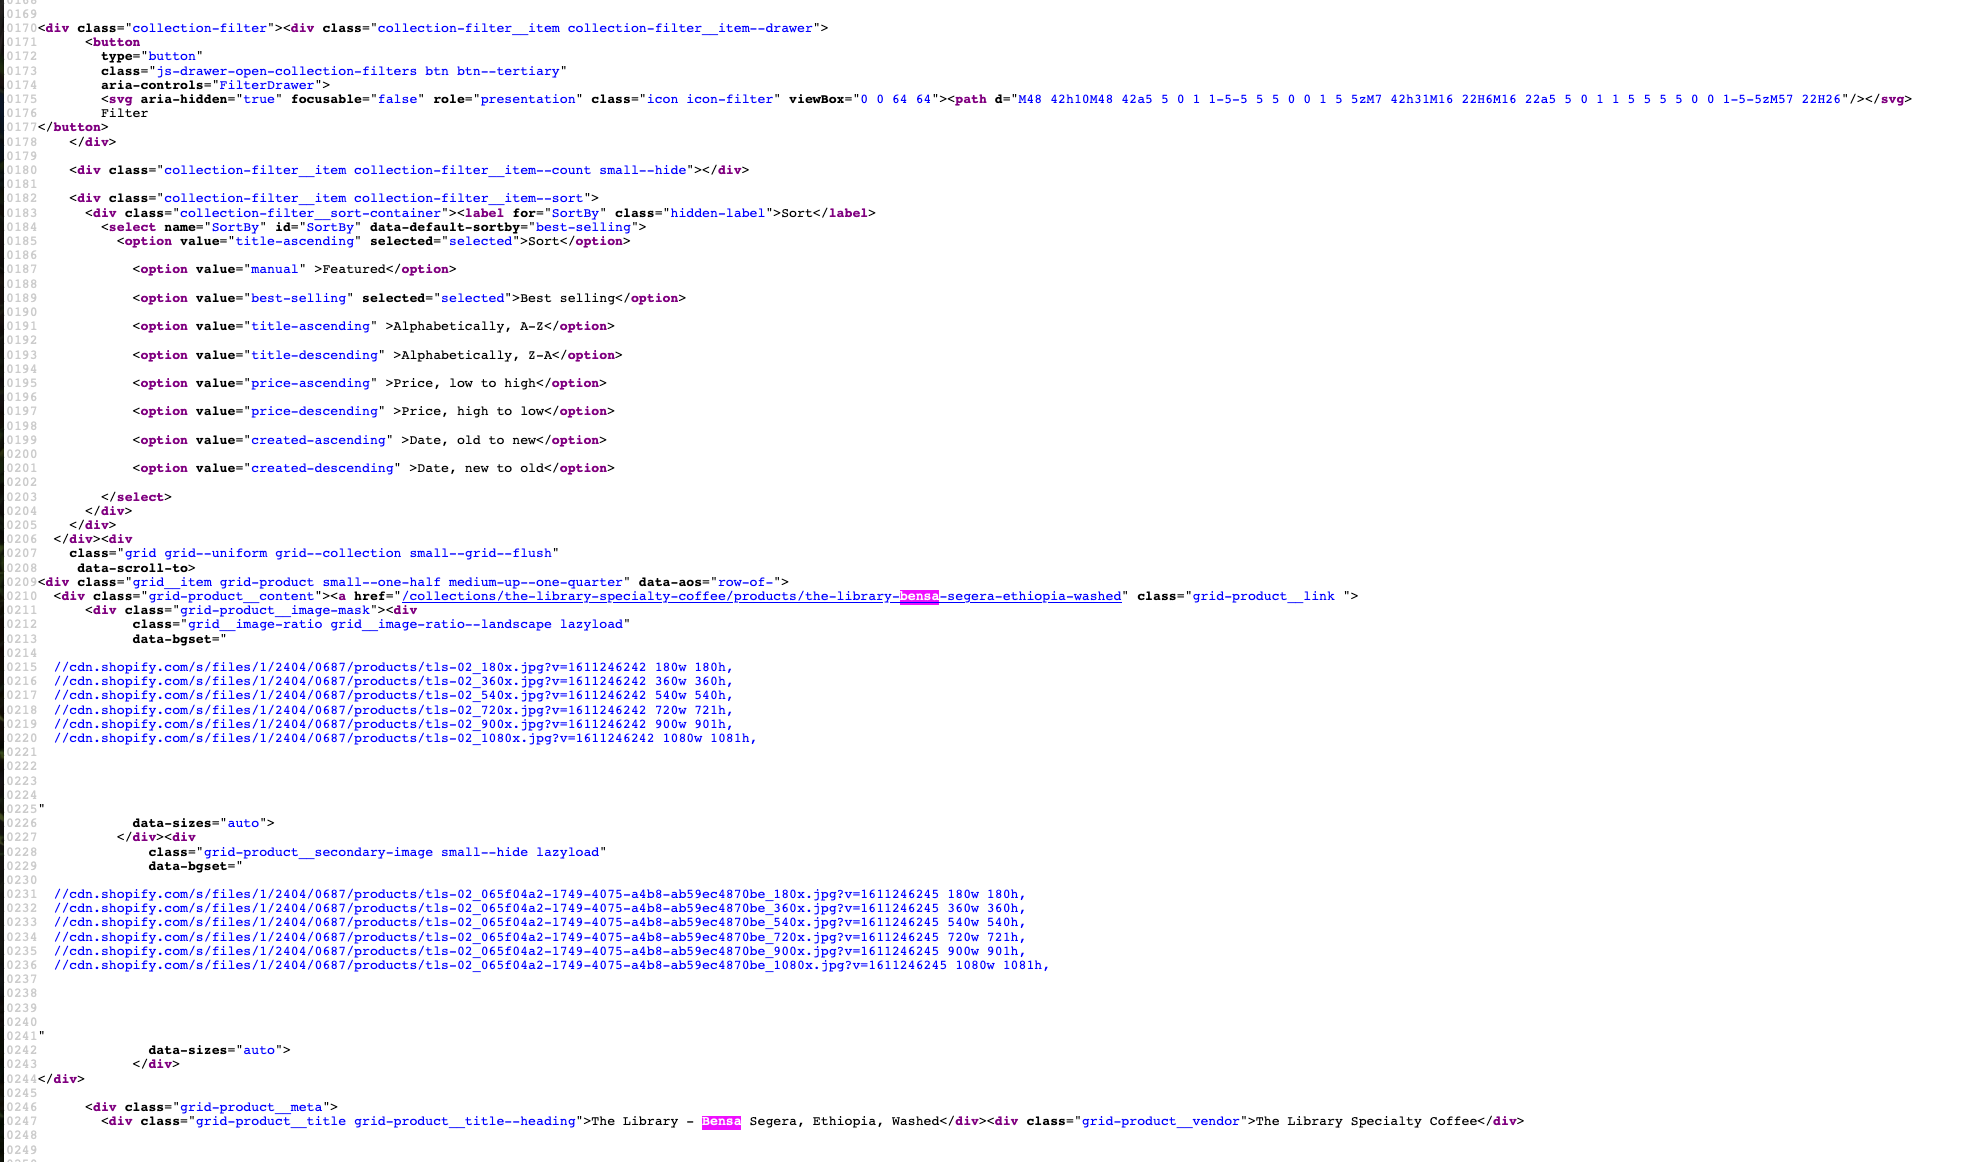 0168
0169
0170<div class="collection-filter"><div class="collection-filter__item collection-filter__item--drawer">
0171 <button
0172 type="button"
0173 class="js-drawer-open-collection-filters btn btn--tertiary"
0174 aria-controls="FilterDrawer">
0175 <svg aria-hidden="true" focusable="false" role="presentation" class="icon icon-filter" viewBox="0 0 64 64"><path d="M48 42h10M48 42a5 5 0 1 1-5-5 5 5 0 0 1 5 5zM7 42h31M16 22H6M16 22a5 5 0 1 1 5 5 5 5 0 0 1-5-5zM57 22H26"/></svg>
0176 Filter
0177</button>
0178 </div>
0179
0180 <div class="collection-filter__item collection-filter__item--count small--hide"></div>
0181
0182 <div class="collection-filter__item collection-filter__item--sort">
0183 <div class="collection-filter__sort-container"><label for="SortBy" class="hidden-label">Sort</label>
0184 <select name="SortBy" id="SortBy" data-default-sortby="best-selling">
0185 <option value="title-ascending" selected="selected">Sort</option>
0186
0187 <option value="manual" >Featured</option>
0188
0189 <option value="best-selling" selected="selected">Best selling</option>
0190
0191 <option value="title-ascending" >Alphabetically, A-Z</option>
0192
0193 <option value="title-descending" >Alphabetically, Z-A</option>
0194
0195 <option value="price-ascending" >Price, low to high</option>
0196
0197 <option value="price-descending" >Price, high to low</option>
0198
0199 <option value="created-ascending" >Date, old to new</option>
0200
0201 <option value="created-descending" >Date, new to old</option>
0202
0203 </select>
0204 </div>
0205 </div>
0206 </div><div
0207 class="grid grid--uniform grid--collection small--grid--flush"
0208 data-scroll-to>
0209<div class="grid__item grid-product small--one-half medium-up--one-quarter" data-aos="row-of-">
0210 <div class="grid-product__content"><a href="/collections/the-library-specialty-coffee/products/the-library-bensa-segera-ethiopia-washed" class="grid-product__link ">
0211 <div class="grid-product__image-mask"><div
0212 class="grid__image-ratio grid__image-ratio--landscape lazyload"
0213 data-bgset="
0214
0215 //cdn.shopify.com/s/files/1/2404/0687/products/tls-02_180x.jpg?v=1611246242 180w 180h,
0216 //cdn.shopify.com/s/files/1/2404/0687/products/tls-02_360x.jpg?v=1611246242 360w 360h,
0217 //cdn.shopify.com/s/files/1/2404/0687/products/tls-02_540x.jpg?v=1611246242 540w 540h,
0218 //cdn.shopify.com/s/files/1/2404/0687/products/tls-02_720x.jpg?v=1611246242 720w 721h,
0219 //cdn.shopify.com/s/files/1/2404/0687/products/tls-02_900x.jpg?v=1611246242 900w 901h,
0220 //cdn.shopify.com/s/files/1/2404/0687/products/tls-02_1080x.jpg?v=1611246242 1080w 1081h,
0221
0222
0223
0224
0225"
0226 data-sizes="auto">
0227 </div><div
0228 class="grid-product__secondary-image small--hide lazyload"
0229 data-bgset="
0230
0231 //cdn.shopify.com/s/files/1/2404/0687/products/tls-02_065f04a2-1749-4075-a4b8-ab59ec4870be_180x.jpg?v=1611246245 180w 180h,
0232 //cdn.shopify.com/s/files/1/2404/0687/products/tls-02_065f04a2-1749-4075-a4b8-ab59ec4870be_360x.jpg?v=1611246245 360w 360h,
0233 //cdn.shopify.com/s/files/1/2404/0687/products/tls-02_065f04a2-1749-4075-a4b8-ab59ec4870be_540x.jpg?v=1611246245 540w 540h,
0234 //cdn.shopify.com/s/files/1/2404/0687/products/tls-02_065f04a2-1749-4075-a4b8-ab59ec4870be_720x.jpg?v=1611246245 720w 721h,
0235 //cdn.shopify.com/s/files/1/2404/0687/products/tls-02_065f04a2-1749-4075-a4b8-ab59ec4870be_900x.jpg?v=1611246245 900w 901h,
0236 //cdn.shopify.com/s/files/1/2404/0687/products/tls-02_065f04a2-1749-4075-a4b8-ab59ec4870be_1080x.jpg?v=1611246245 1080w 1081h,
0237
0238
0239
0240
0241"
0242 data-sizes="auto">
0243 </div>
0244</div>
0245
0246 <div class="grid-product__meta">
0247 <div class="grid-product__title grid-product__title--heading">The Library - Bensa Segera, Ethiopia, Washed</div><div class="grid-product__vendor">The Library Specialty Coffee</div>
0248
0249